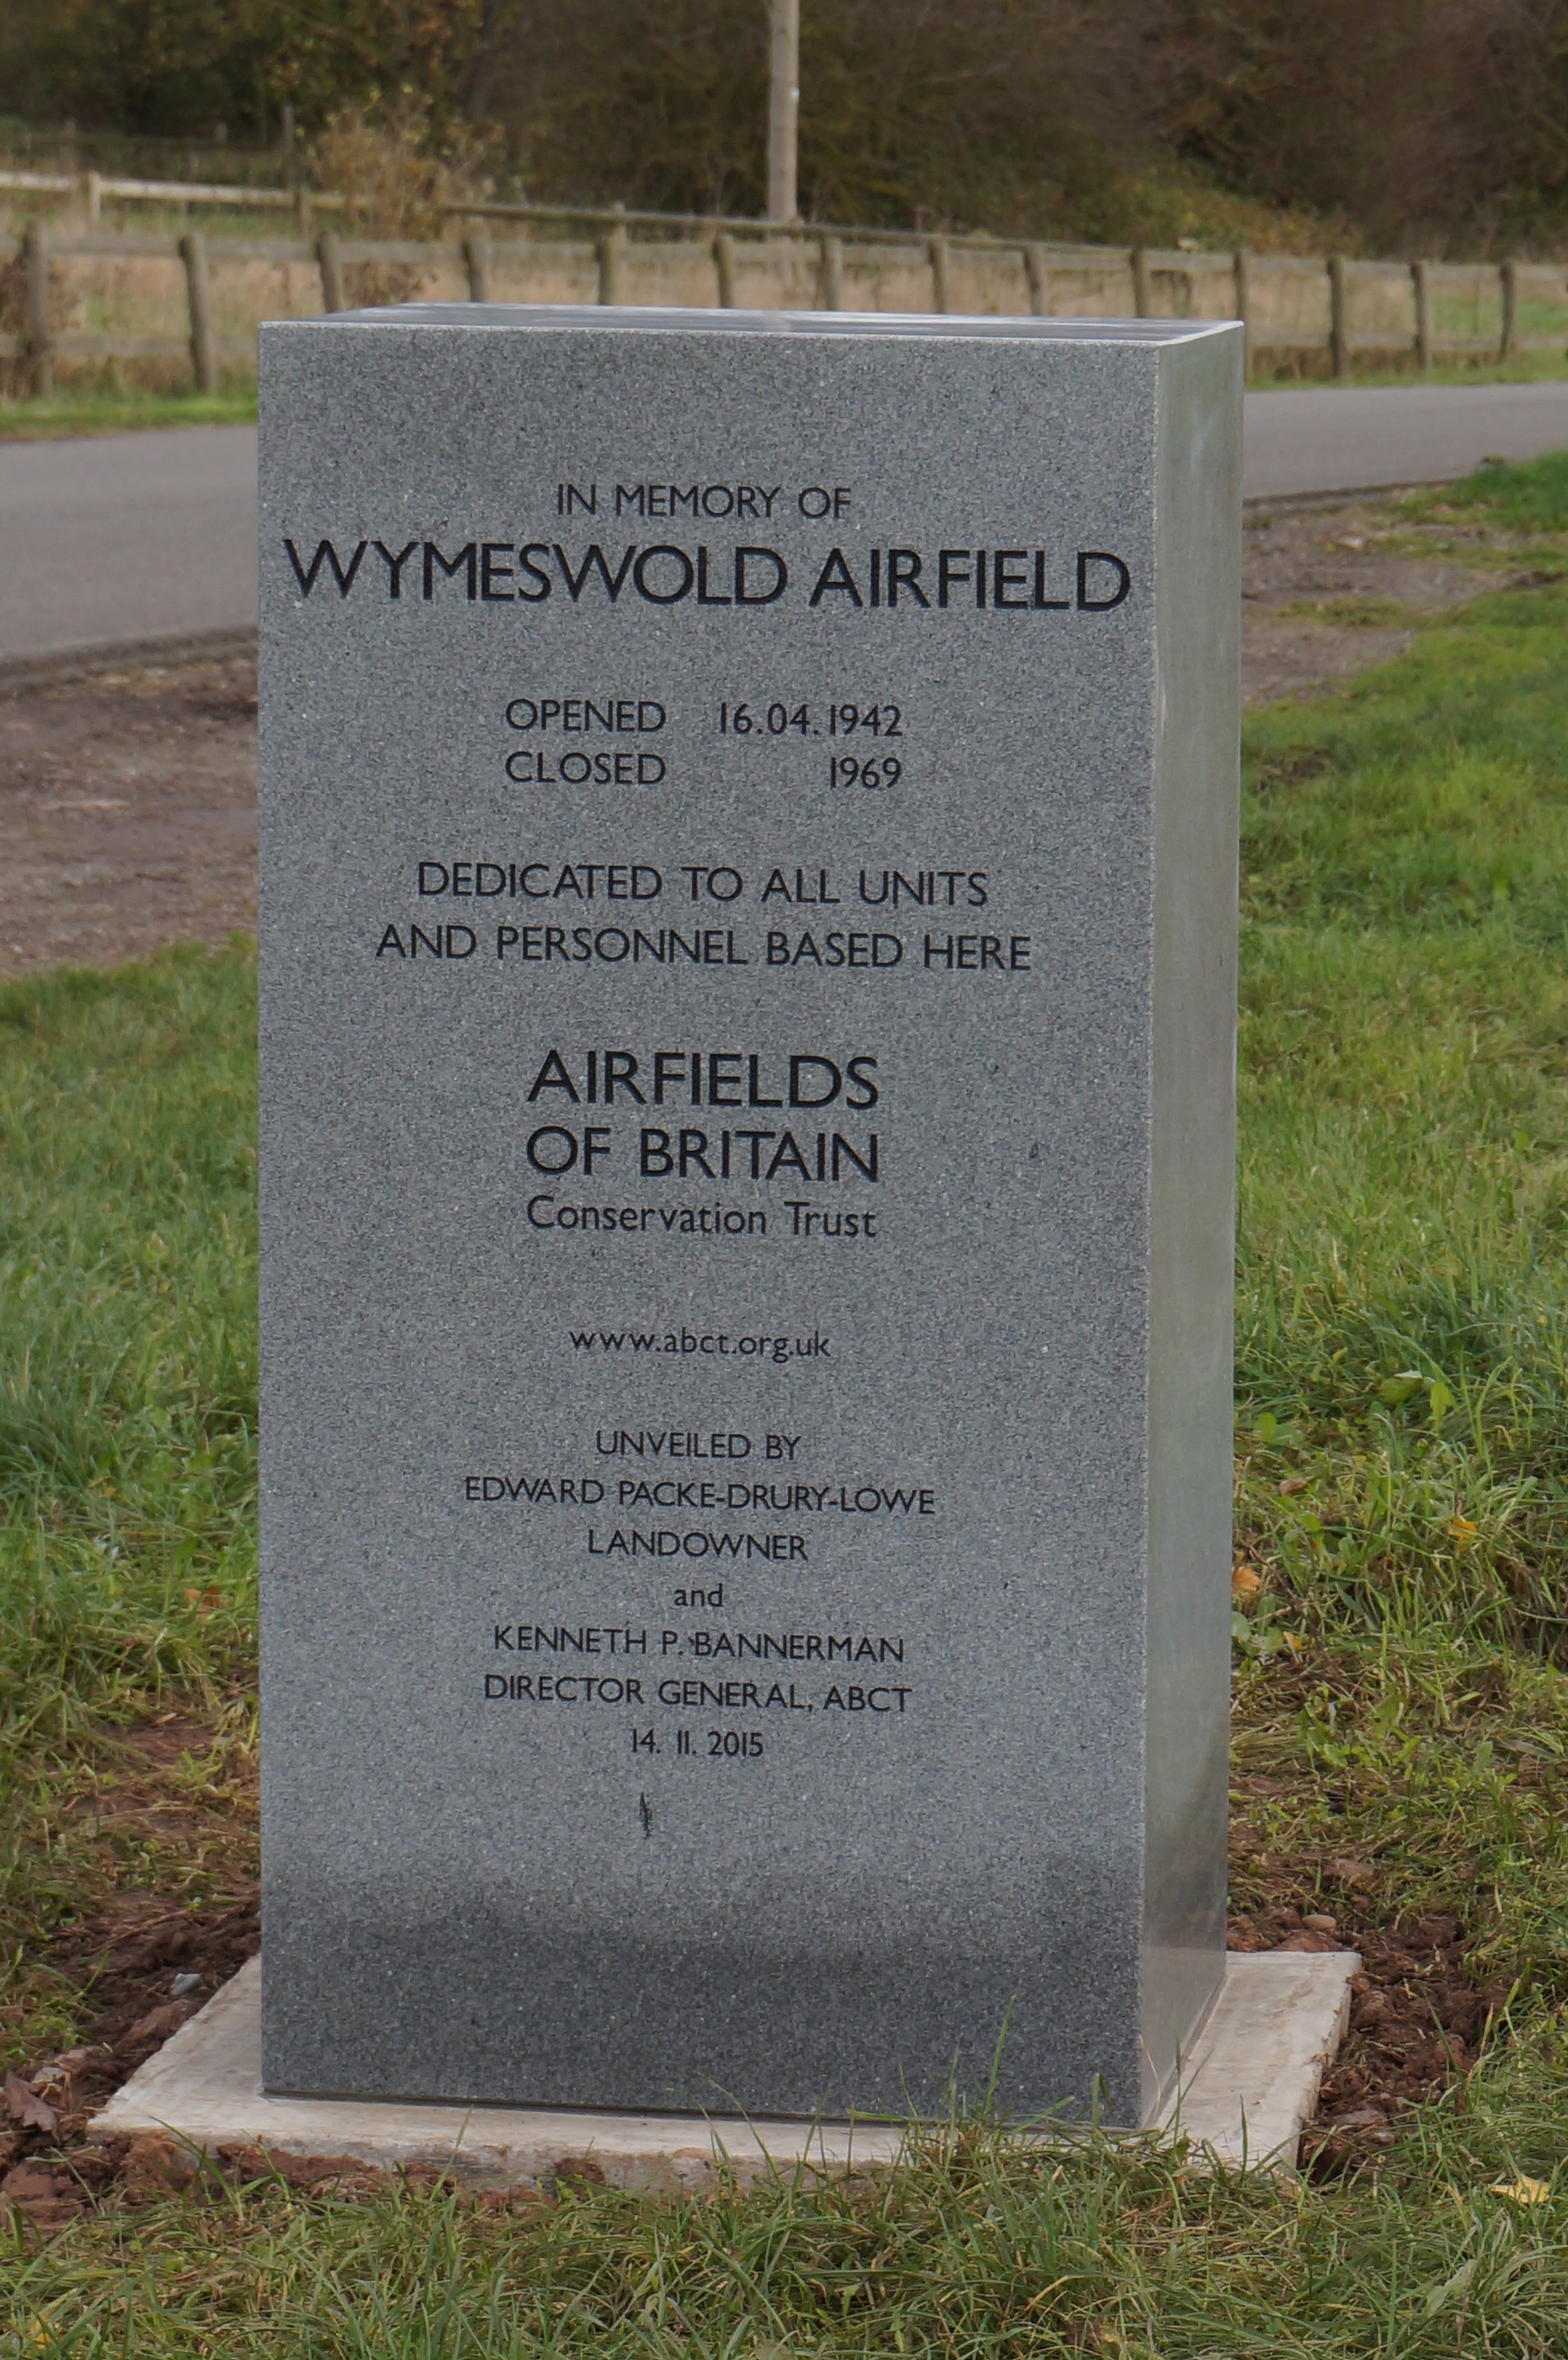 IN MEMORY OF
WYMESWOLD AIRFIELD
OPENED 16.04.1942
CLOSED 1969
DEDICATED TO ALL UNITS
AND PERSONNEL BASED HERE
AIRFIELDS
OF BRITAIN
Conservation Trust
www.abct.org.uk
UNVEILED BY
EDWARD PACKE-DRURY-LOWE
LANDOWNER
and
KENNETH P. BANNERMAN
DIRECTOR GENERAL, ABCT
14. 11. 2015